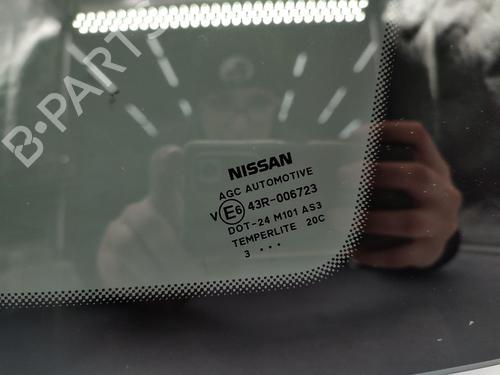 B·PARTS
NISSAN
AGC AUTOMOTIVE
V E6 43R-006723
DOT-24 M101 AS3
TEMPERLITE 20C
3 ...